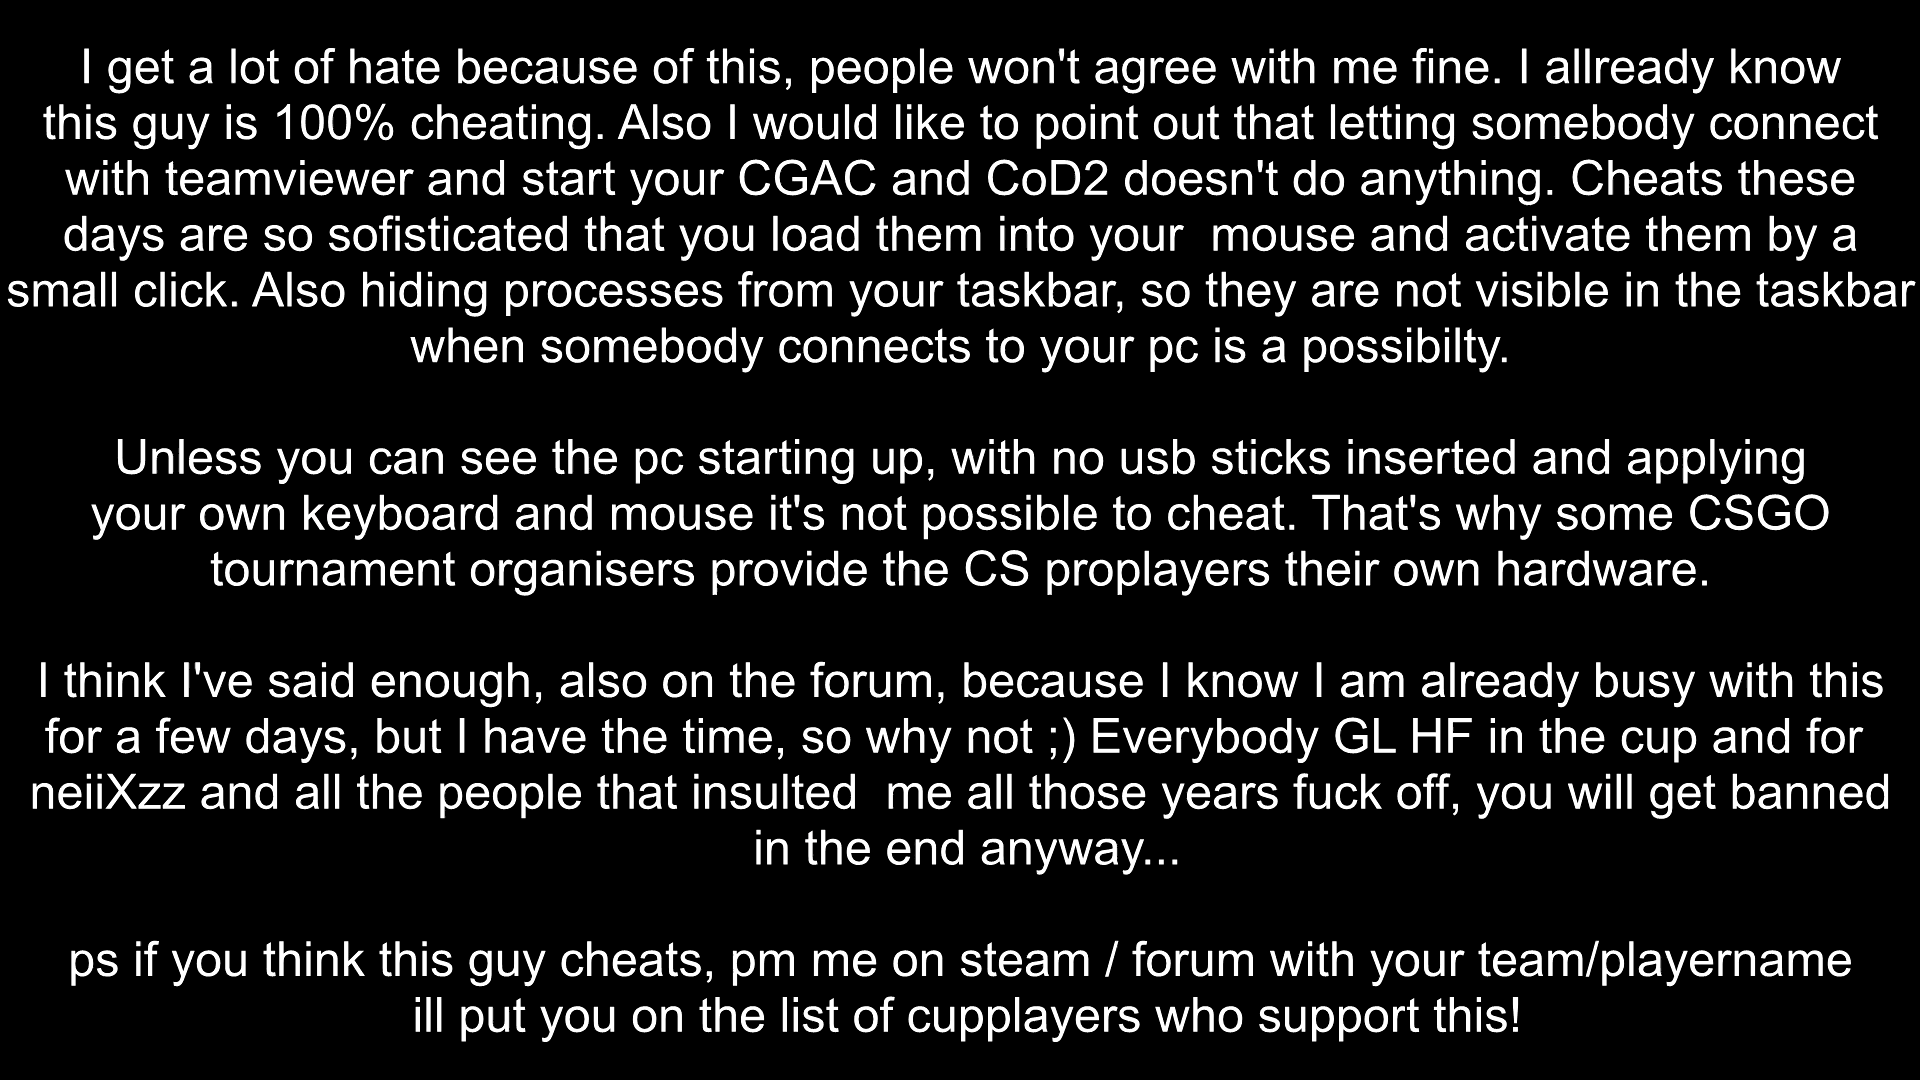 I get a lot of hate because of this, people won't agree with me fine. I allready know
this guy is 100% cheating. Also I would like to point out that letting somebody connect
with teamviewer and start your CGAC and CoD2 doesn't do anything. Cheats these
days are so sofisticated that you load them into your  mouse and activate them by a
small click. Also hiding processes from your taskbar, so they are not visible in the taskbar
when somebody connects to your pc is a possibilty.
Unless you can see the pc starting up, with no usb sticks inserted and applying
your own keyboard and mouse it's not possible to cheat. That's why some CSGO
tournament organisers provide the CS proplayers their own hardware.
I think I've said enough, also on the forum, because I know I am already busy with this
for a few days, but I have the time, so why not ;) Everybody GL HF in the cup and for
neiiXzz and all the people that insulted  me all those years fuck off, you will get banned
in the end anyway...
ps if you think this guy cheats, pm me on steam / forum with your team/playername
ill put you on the list of cupplayers who support this!